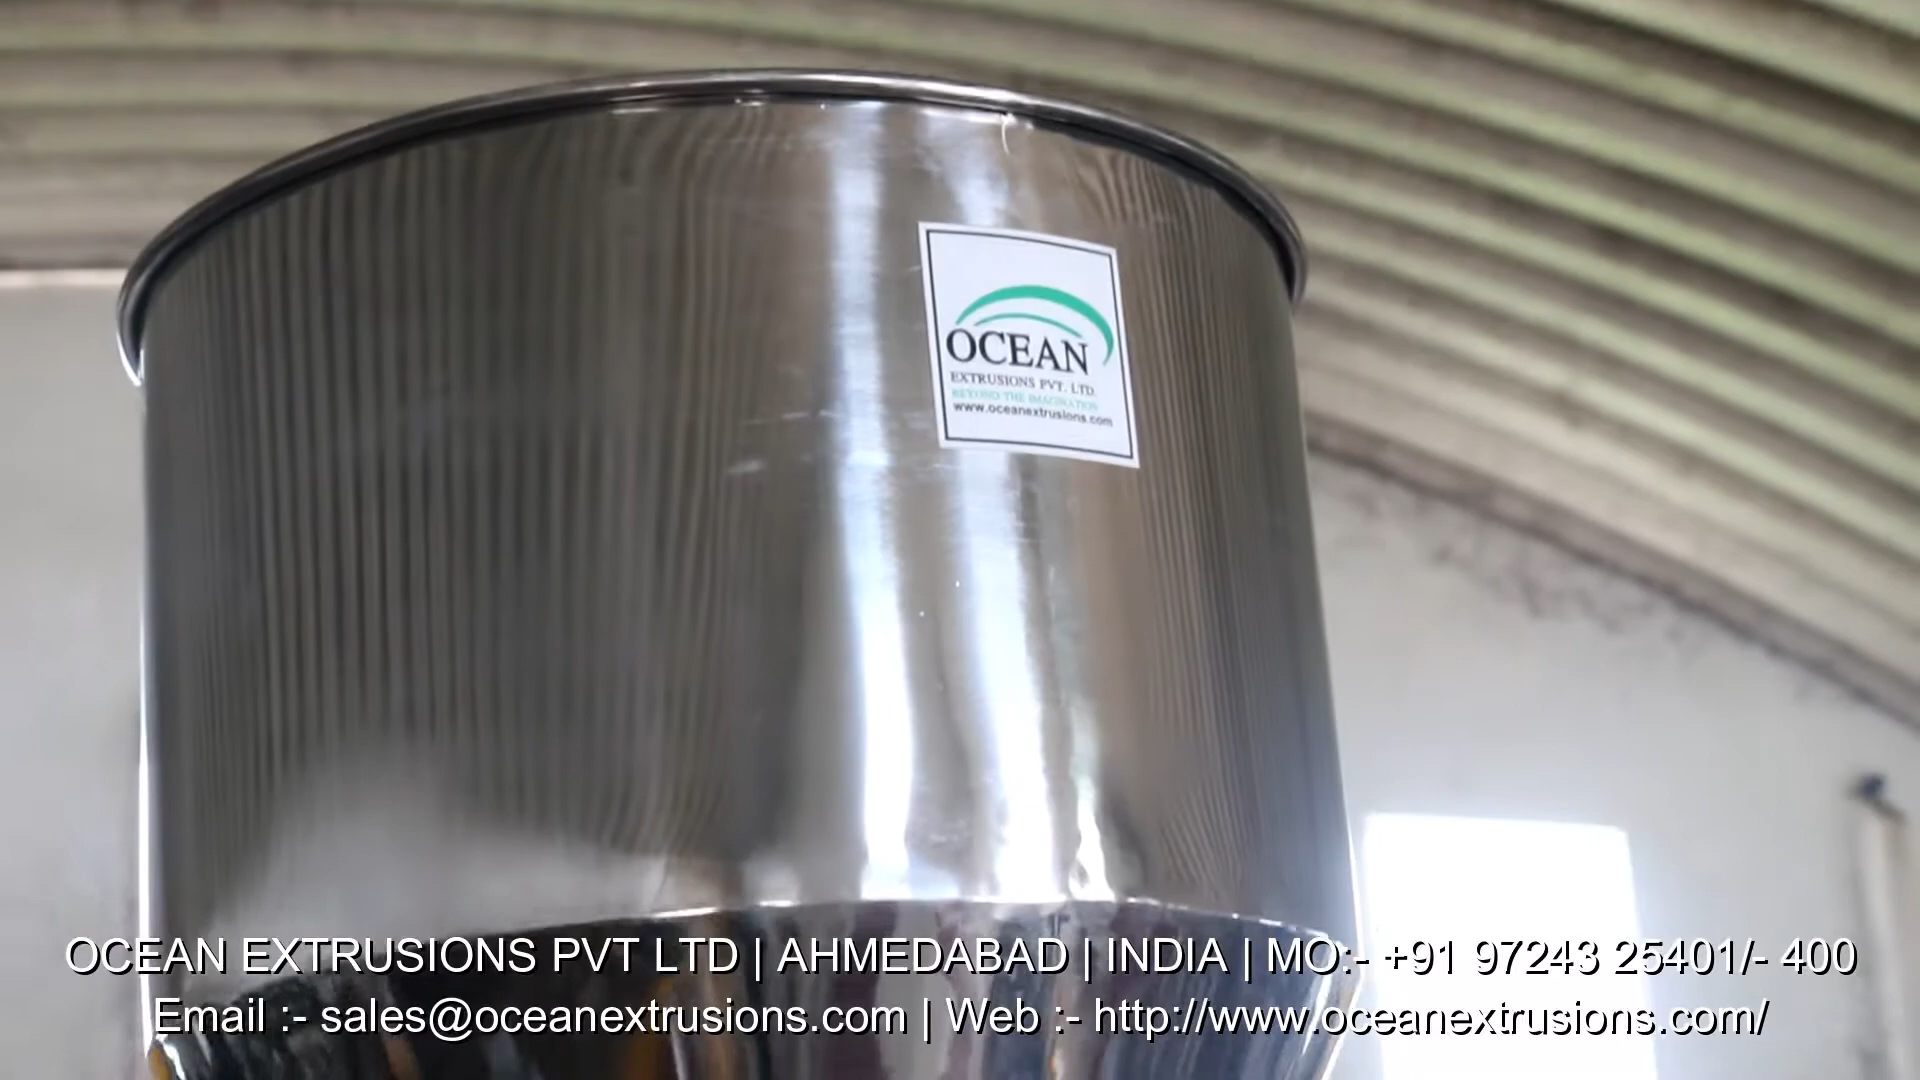 OCEAN
EXTRUSIONS PVT. LTD.
BEYOND THE IMAGINATION
www.oceanextrusions.com
OCEAN EXTRUSIONS PVT LTD | AHMEDABAD | INDIA | MO:- +91 97243 25401/- 400
Email :- sales@oceanextrusions.com | Web :- http://www.oceanextrusions.com/